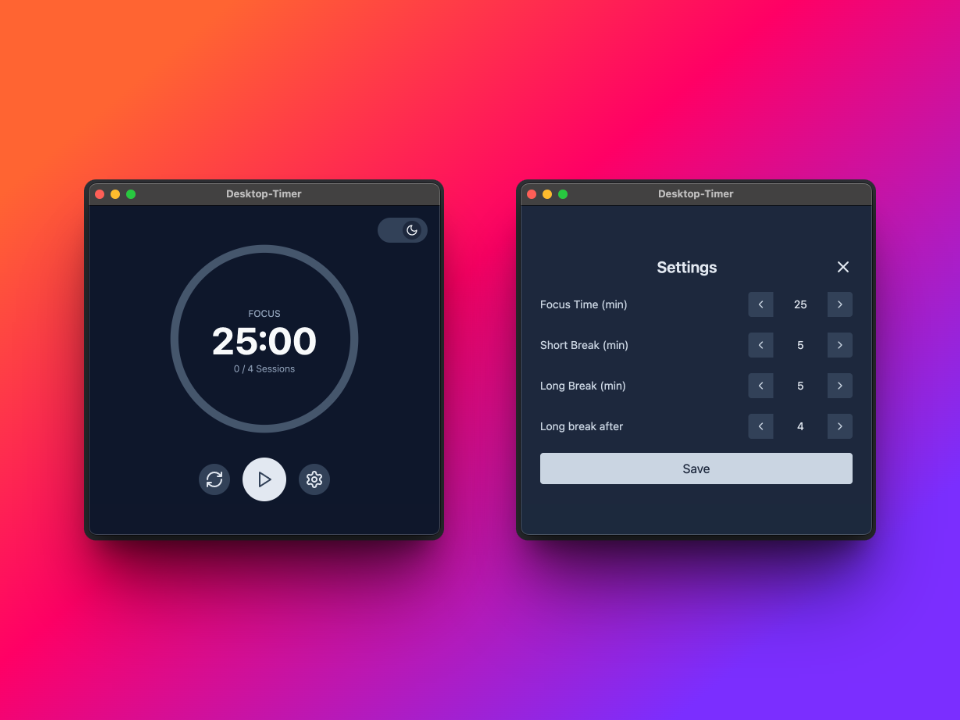 Desktop-Timer
FOCUS
25:00
0 / 4 Sessions
Desktop-Timer
Settings
Focus Time (min) 25
Short Break (min) 5
Long Break (min) 5
Long break after 4
Save